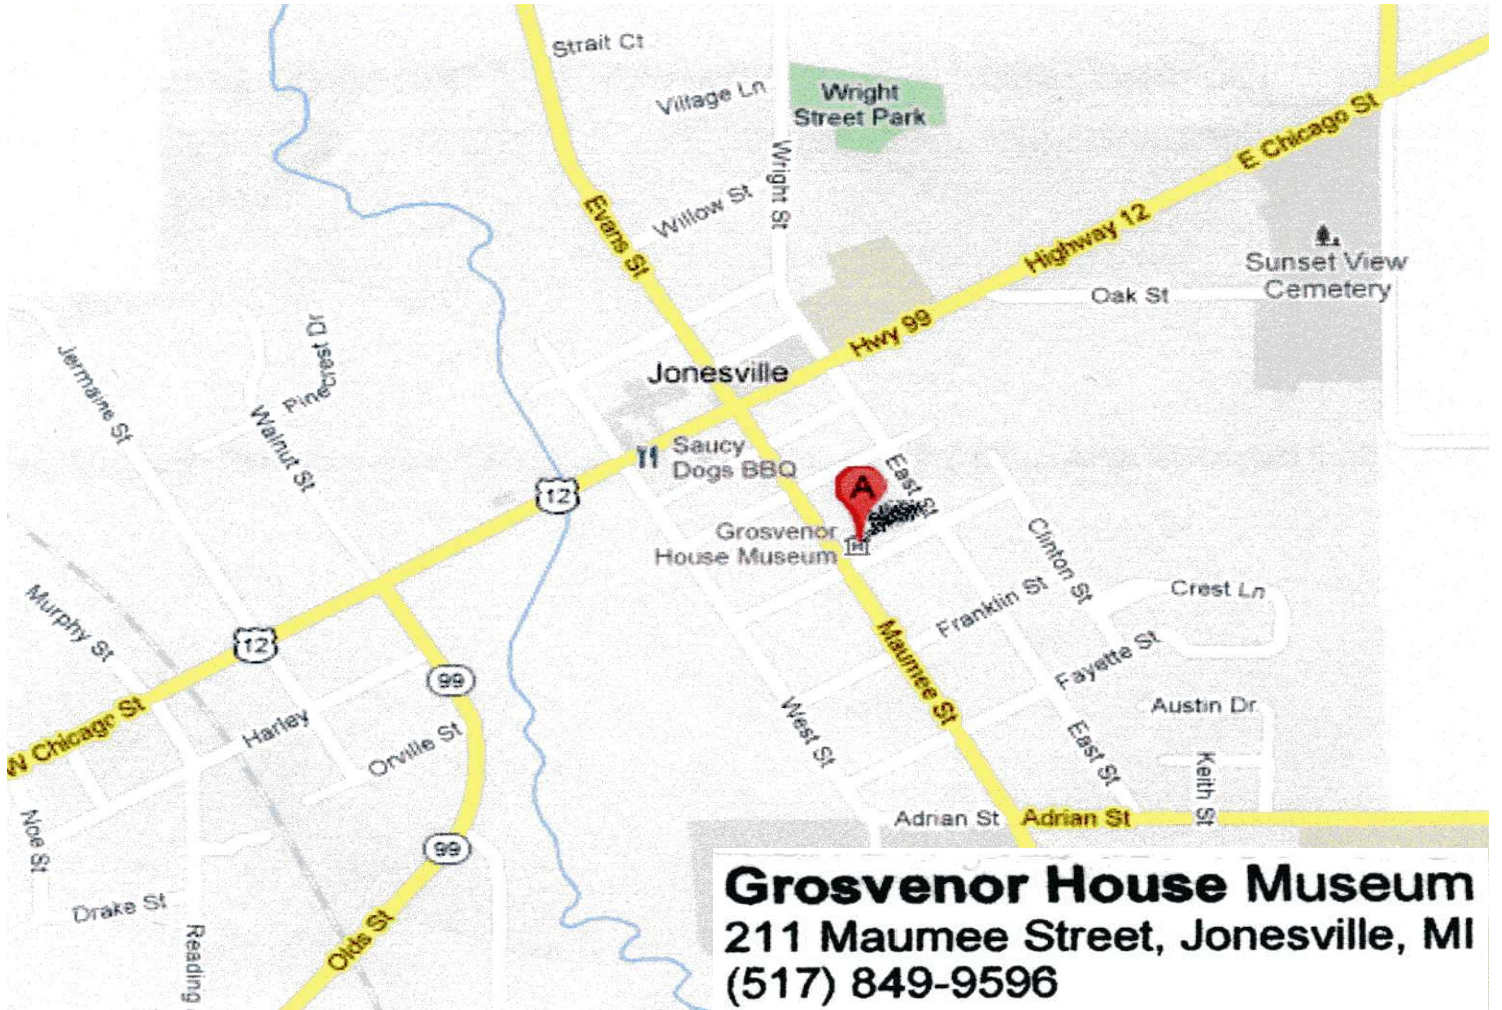 Strait Ct
Village Ln
Wright
Street Park
Wright St
E Chicago St
Willow St
Evans St
Highway 12
Sunset View
Cemetery
Oak St
Hwy 99
Pinecrest Dr
Jermaine St
Walnut St
Jonesville
Saucy
Dogs BBQ
12
A
East St
Grosvenor
House Museum
H
Clinton St
Crest Ln
Franklin St
Murphy St
12
Fayette St
Maumee St
99
Austin Dr
W Chicago St
Harley
Orville St
West St
East St
Keith St
Noe St
Adrian St
Adrian St
99
Drake St
Olds St
Reading
Grosvenor House Museum
211 Maumee Street, Jonesville, MI
(517) 849-9596